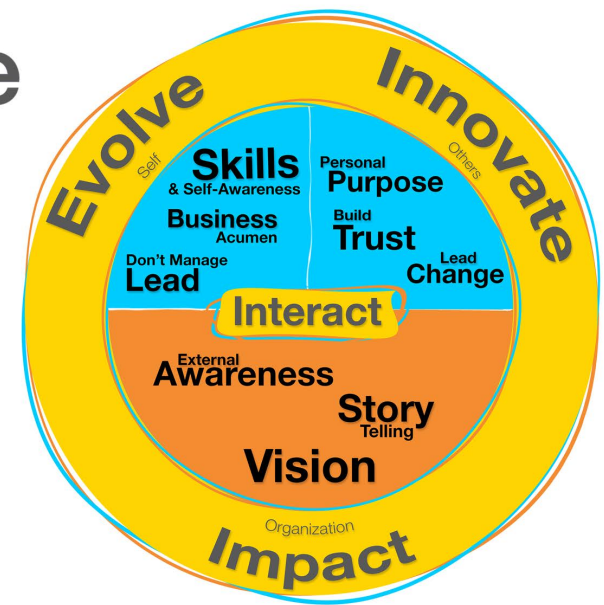 e
Evolve
Self
Innovate
Others
Skills
& Self-Awareness
Business
Acumen
Don't Manage
Lead
Personal
Purpose
Build
Trust
Lead
Change
Interact
External
Awareness
Story
Telling
Vision
Organization
Impact